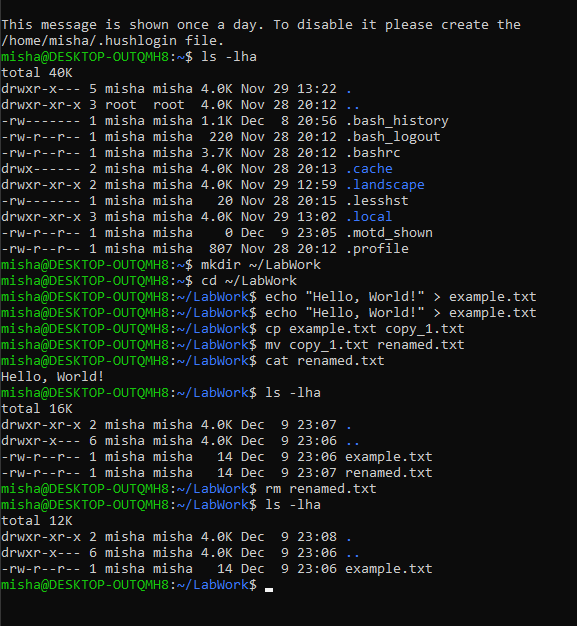 This message is shown once a day. To disable it please create the
/home/misha/.hushlogin file.
misha@DESKTOP-OUTQMH8:~$ ls -lha
total 40K
drwxr-x--- 5 misha misha 4.0K Nov 29 13:22 .
drwxr-xr-x 3 root  root  4.0K Nov 28 20:12 ..
-rw------- 1 misha misha 1.1K Dec  8 20:56 .bash_history
-rw-r--r-- 1 misha misha  220 Nov 28 20:12 .bash_logout
-rw-r--r-- 1 misha misha 3.7K Nov 28 20:12 .bashrc
drwx------ 2 misha misha 4.0K Nov 28 20:13 .cache
drwxr-xr-x 2 misha misha 4.0K Nov 29 12:59 .landscape
-rw------- 1 misha misha   20 Nov 28 20:15 .lesshst
drwxr-xr-x 3 misha misha 4.0K Nov 29 13:02 .local
-rw-r--r-- 1 misha misha    0 Dec  9 23:05 .motd_shown
-rw-r--r-- 1 misha misha  807 Nov 28 20:12 .profile
misha@DESKTOP-OUTQMH8:~$ mkdir ~/LabWork
misha@DESKTOP-OUTQMH8:~$ cd ~/LabWork
misha@DESKTOP-OUTQMH8:~/LabWork$ echo "Hello, World!" > example.txt
misha@DESKTOP-OUTQMH8:~/LabWork$ echo "Hello, World!" > example.txt
misha@DESKTOP-OUTQMH8:~/LabWork$ cp example.txt copy_1.txt
misha@DESKTOP-OUTQMH8:~/LabWork$ mv copy_1.txt renamed.txt
misha@DESKTOP-OUTQMH8:~/LabWork$ cat renamed.txt
Hello, World!
misha@DESKTOP-OUTQMH8:~/LabWork$ ls -lha
total 16K
drwxr-xr-x 2 misha misha 4.0K Dec  9 23:07 .
drwxr-x--- 6 misha misha 4.0K Dec  9 23:06 ..
-rw-r--r-- 1 misha misha   14 Dec  9 23:06 example.txt
-rw-r--r-- 1 misha misha   14 Dec  9 23:07 renamed.txt
misha@DESKTOP-OUTQMH8:~/LabWork$ rm renamed.txt
misha@DESKTOP-OUTQMH8:~/LabWork$ ls -lha
total 12K
drwxr-xr-x 2 misha misha 4.0K Dec  9 23:08 .
drwxr-x--- 6 misha misha 4.0K Dec  9 23:06 ..
-rw-r--r-- 1 misha misha   14 Dec  9 23:06 example.txt
misha@DESKTOP-OUTQMH8:~/LabWork$